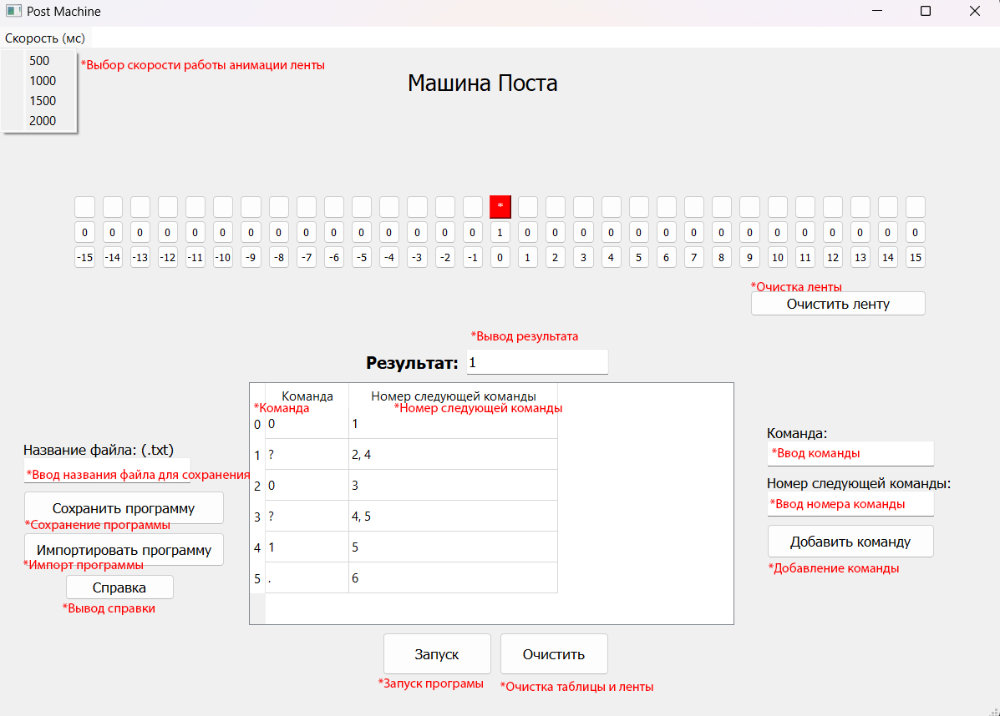 Post Machine
Скорость (мс)
500
*Выбор скорости работы анимации ленты
1000
1500
2000
Машина Поста
*
0 0 0 0 0 0 0 0 0 0 0 0 0 0 0 1 0 0 0 0 0 0 0 0 0 0 0 0 0 0 0
-15 -14 -13 -12 -11 -10 -9 -8 -7 -6 -5 -4 -3 -2 -1 0 1 2 3 4 5 6 7 8 9 10 11 12 13 14 15
*Очистка ленты
Очистить ленту
*Вывод результата
Результат: 1
Команда Номер следующей команды
*Команда *Номер следующей команды
0 0 1
1 ? 2, 4
2 0 3
3 ? 4, 5
4 1 5
5 . 6
Название файла: (.txt)
*Ввод названия файла для сохранения
Сохранить программу
*Сохранение программы
Импортировать программу
*Импорт программы
Справка
*Вывод справки
Команда:
*Ввод команды
Номер следующей команды:
*Ввод номера команды
Добавить команду
*Добавление команды
Запуск
*Запуск програмы
Очистить
*Очистка таблицы и ленты